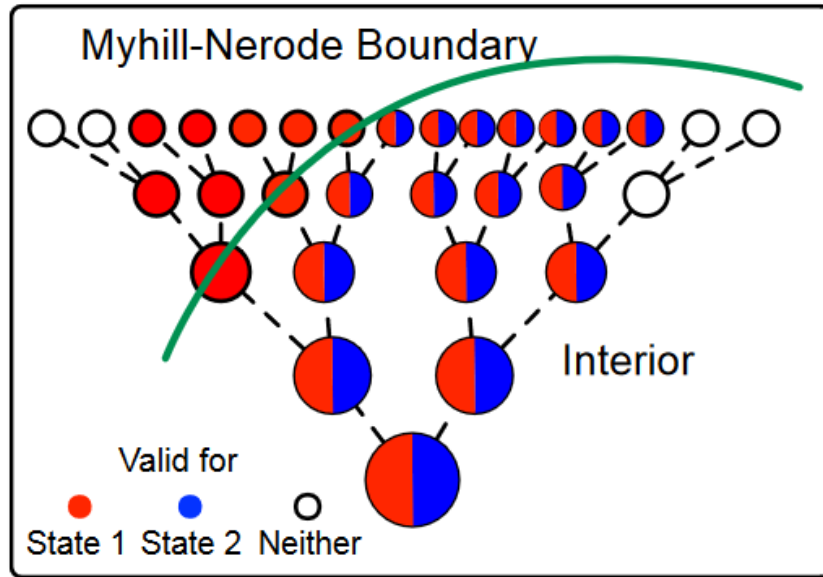 Myhill-Nerode Boundary
Interior
Valid for
State 1 State 2 Neither